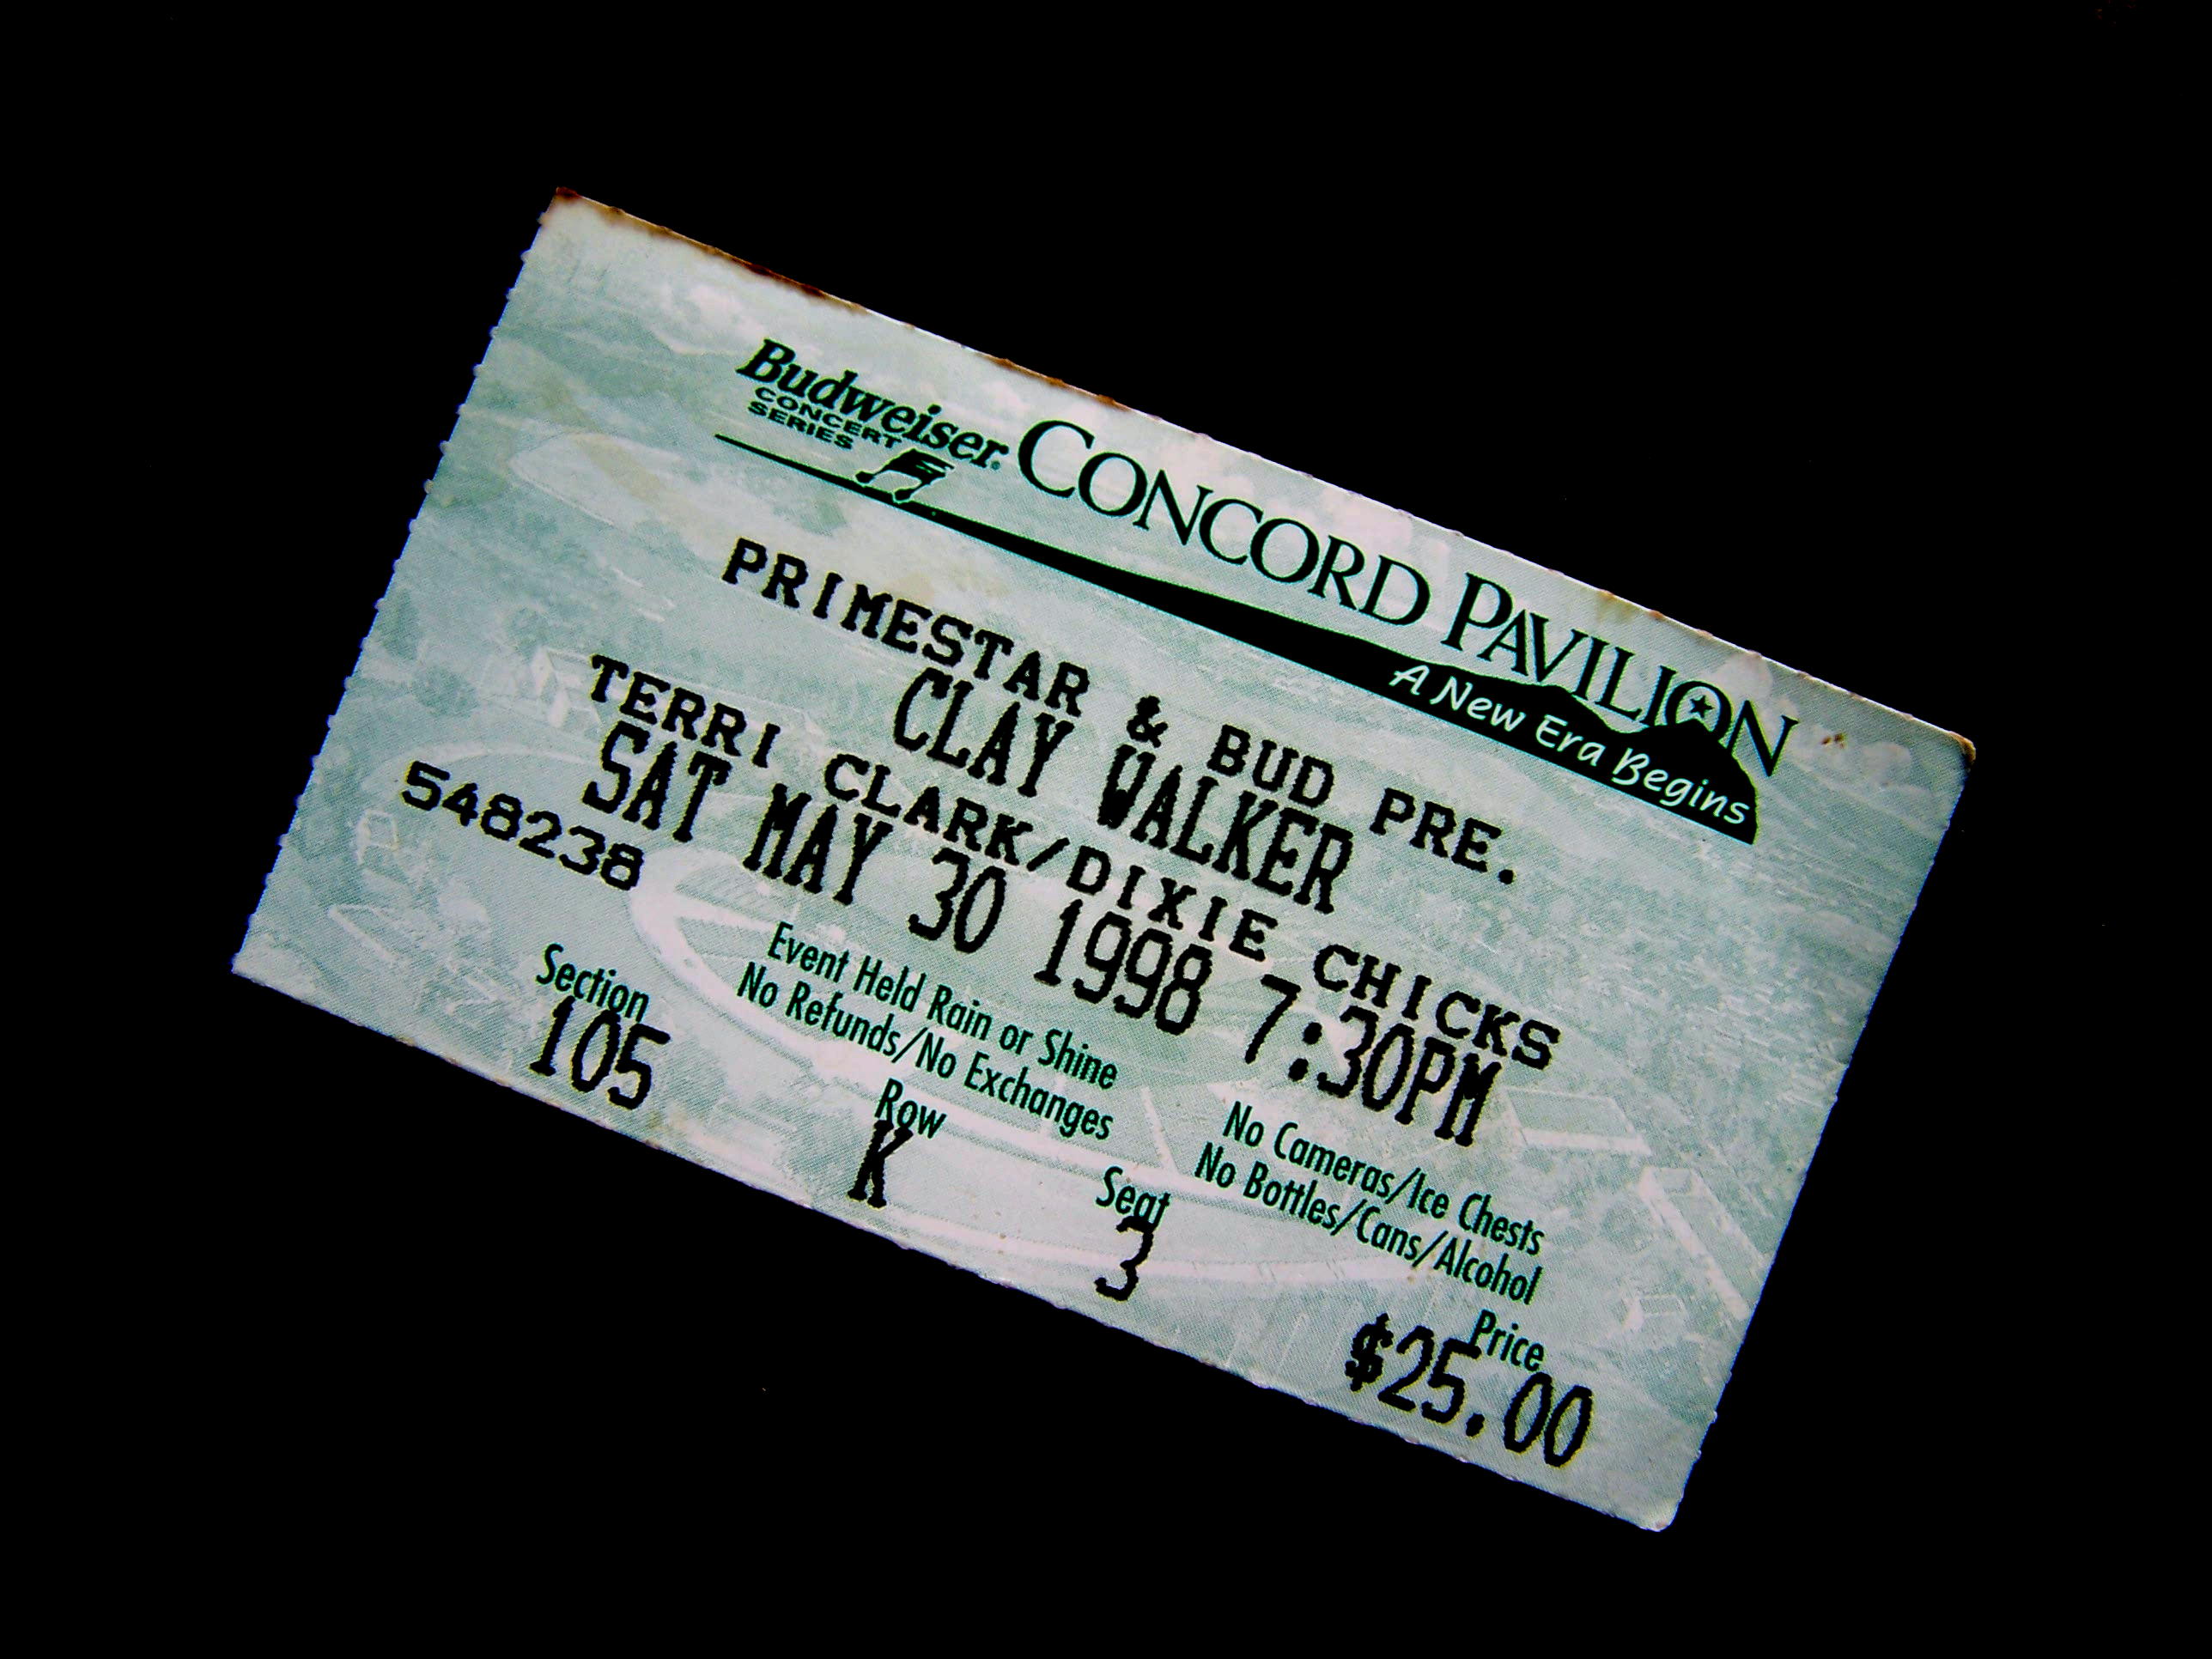 Budweiser
CONCERT
SERIES
CONCORD PAVILION
A New Era Begins
PRIMESTAR & BUD PRE.
CLAY WALKER
TERRI CLARK/DIXIE CHICKS
SAT MAY 30 1998 7:30PM
548238
Event Held Rain or Shine
No Refunds/No Exchanges
No Cameras/Ice Chests
No Bottles/Cans/Alcohol
Section
105
Row
K
Seat
3
Price
$25.00